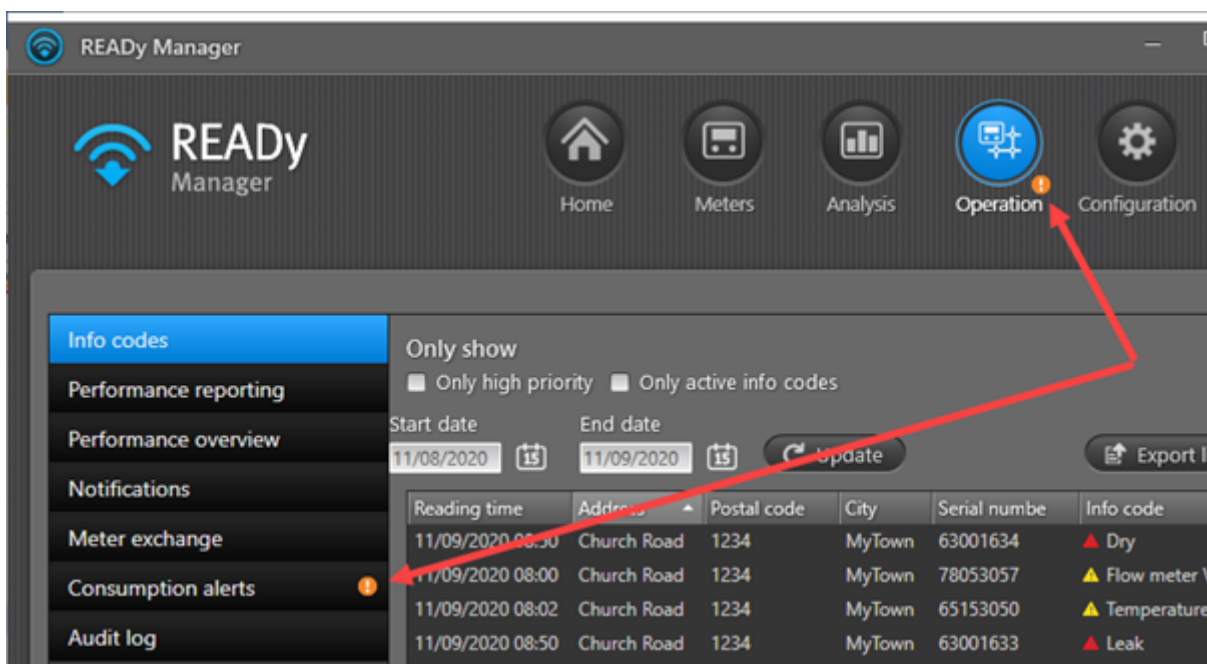 READy Manager
READy
Manager
Home
Meters
Analysis
Operation
Configuration
Info codes
Performance reporting
Performance overview
Notifications
Meter exchange
Consumption alerts
Audit log
Only show
Only high priority
Only active info codes
Start date
End date
11/08/2020
15
11/09/2020
15
Update
Export
Reading time Address Postal code City Serial numbe Info code
11/09/2020 Church Road 1234 MyTown 63001634 Dry
11/09/2020 08:00 Church Road 1234 MyTown 78053057 Flow meter
11/09/2020 08:02 Church Road 1234 MyTown 65153050 Temperature
11/09/2020 08:50 Church Road 1234 MyTown 63001633 Leak